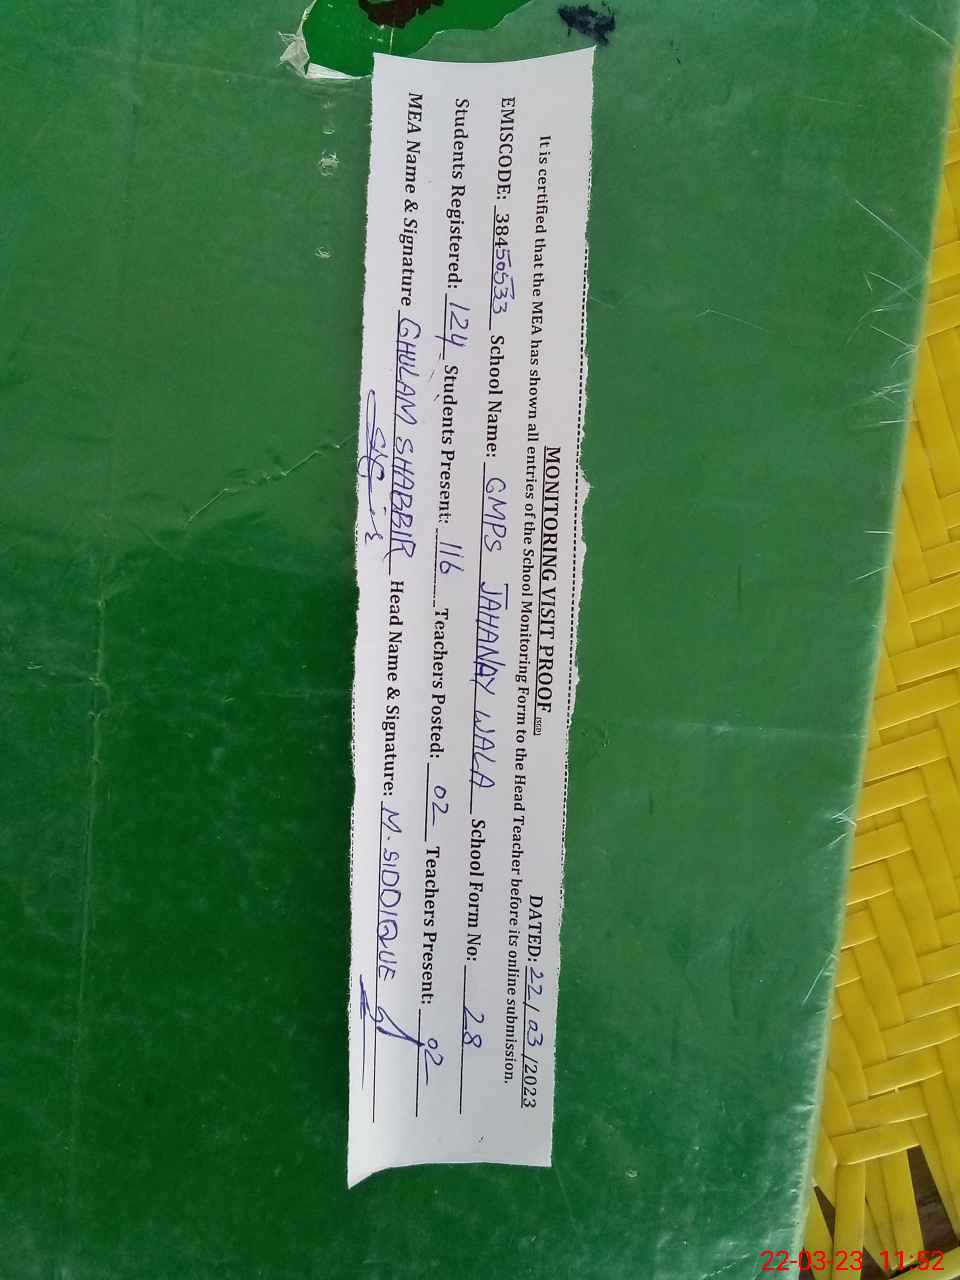 MONITORING VISIT PROOF (SGD)
DATED: 22/03/2023
It is certified that the MEA has shown all entries of the School Monitoring Form to the Head Teacher before its online submission.
EMISCODE: 38450533 School Name: GMPS JAHANAY WALA School Form No: 28
Students Registered: 124 Students Present: 116 Teachers Posted: 02 Teachers Present: 02
MEA Name & Signature GHULAM SHABBIR Head Name & Signature: M. SIDDIQUE
22-03-23 11:52